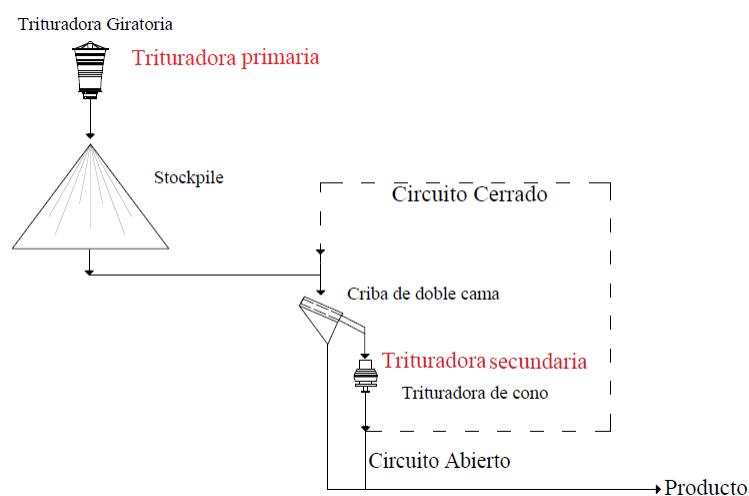 Trituradora Giratoria
Trituradora primaria
Stockpile
Circuito Cerrado
Criba de doble cama
Trituradora secundaria
Trituradora de cono
Circuito Abierto
Producto